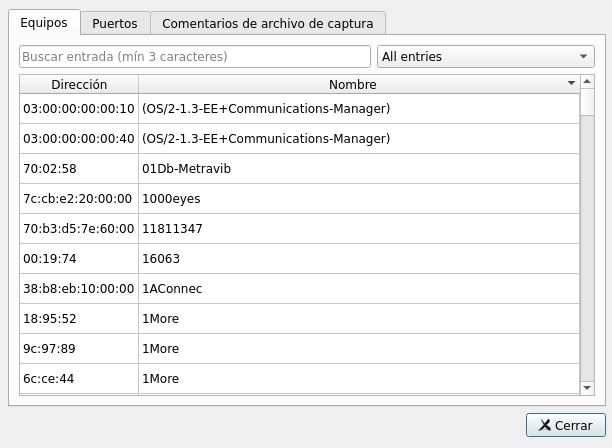 Equipos Puertos Comentarios de archivo de captura
Buscar entrada (mín 3 caracteres) All entries
Dirección Nombre
03:00:00:00:00:10 (OS/2-1.3-EE+Communications-Manager)
03:00:00:00:00:40 (OS/2-1.3-EE+Communications-Manager)
70:02:58 01Db-Metravib
7c:cb:e2:20:00:00 1000eyes
70:b3:d5:7e:60:00 11811347
00:19:74 16063
38:b8:eb:10:00:00 1AConnec
18:95:52 1More
9c:97:89 1More
6c:ce:44 1More
Cerrar